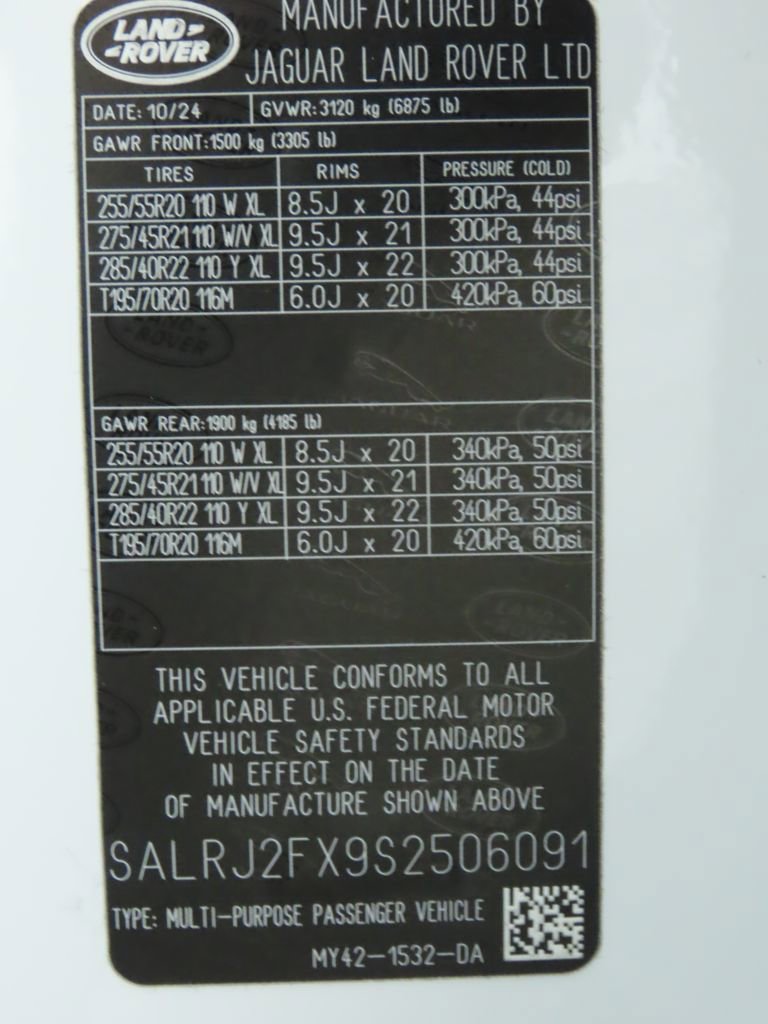 LAND-
-ROVER
MANUFACTURED BY
JAGUAR LAND ROVER LTD
DATE: 10/24 GVWR: 3120 kg (6875 lb)
GAWR FRONT: 1500 kg (3305 lb)
TIRES RIMS PRESSURE (COLD)
255/55R20 110 W XL 8.5J x 20 300kPa, 44psi
275/45R21 110 W/V XL 9.5J x 21 300kPa, 44psi
285/40R22 110 Y XL 9.5J x 22 300kPa, 44psi
T195/70R20 116M 6.0J x 20 420kPa, 60psi
GAWR REAR: 1900 kg (4185 lb)
255/55R20 110 W XL 8.5J x 20 340kPa, 50psi
275/45R21 110 W/V XL 9.5J x 21 340kPa, 50psi
285/40R22 110 Y XL 9.5J x 22 340kPa, 50psi
T195/70R20 116M 6.0J x 20 420kPa, 60psi
THIS VEHICLE CONFORMS TO ALL
APPLICABLE U.S. FEDERAL MOTOR
VEHICLE SAFETY STANDARDS
IN EFFECT ON THE DATE
OF MANUFACTURE SHOWN ABOVE
SALRJ2FX9S2506091
TYPE: MULTI-PURPOSE PASSENGER VEHICLE
MY42-1532-DA